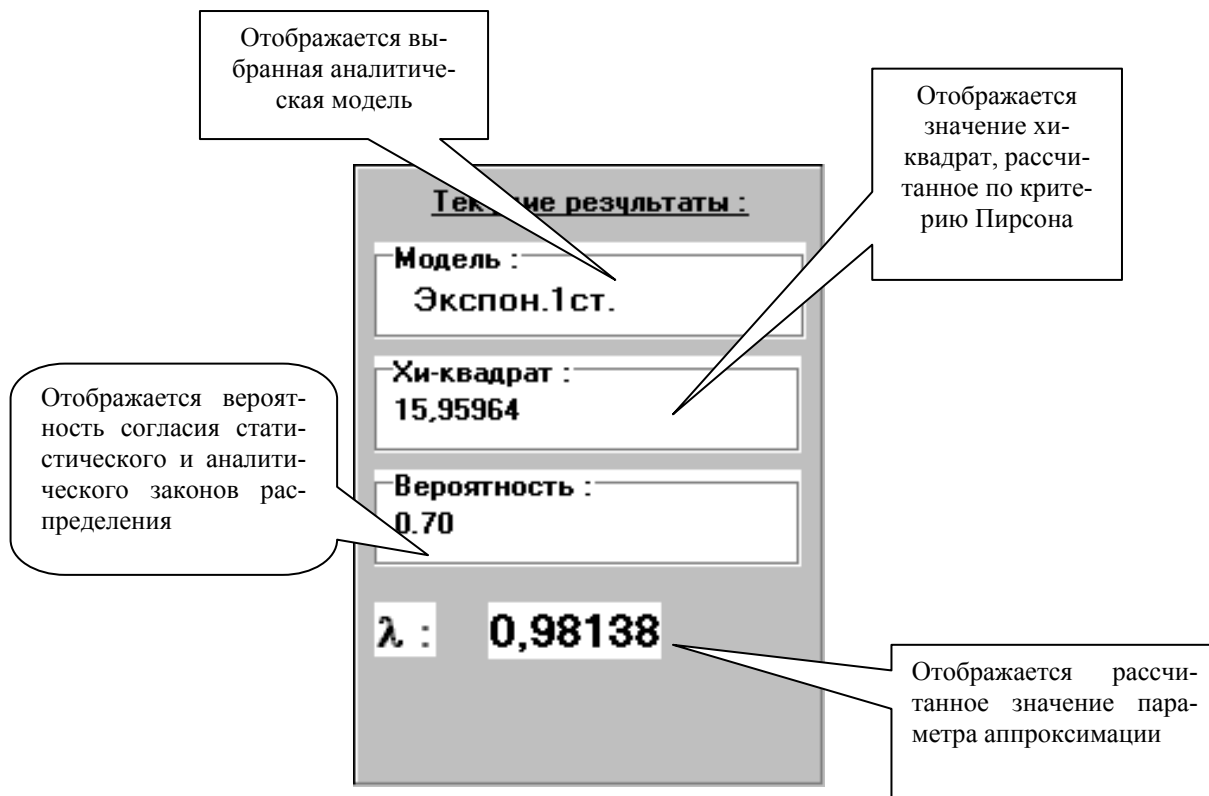 Отображается вы-
бранная аналитиче-
ская модель
Отображается
значение хи-
квадрат, рассчи-
танное по крите-
рию Пирсона
результаты :
Модель :
Экспон.1ст.
Хи-квадрат :
15,95964
Отображается вероят-
ность согласия стати-
стического и аналити-
ческого законов рас-
пределения
Вероятность :
0.70
λ : 0,98138
Отображается рассчи-
танное значение пара-
метра аппроксимации